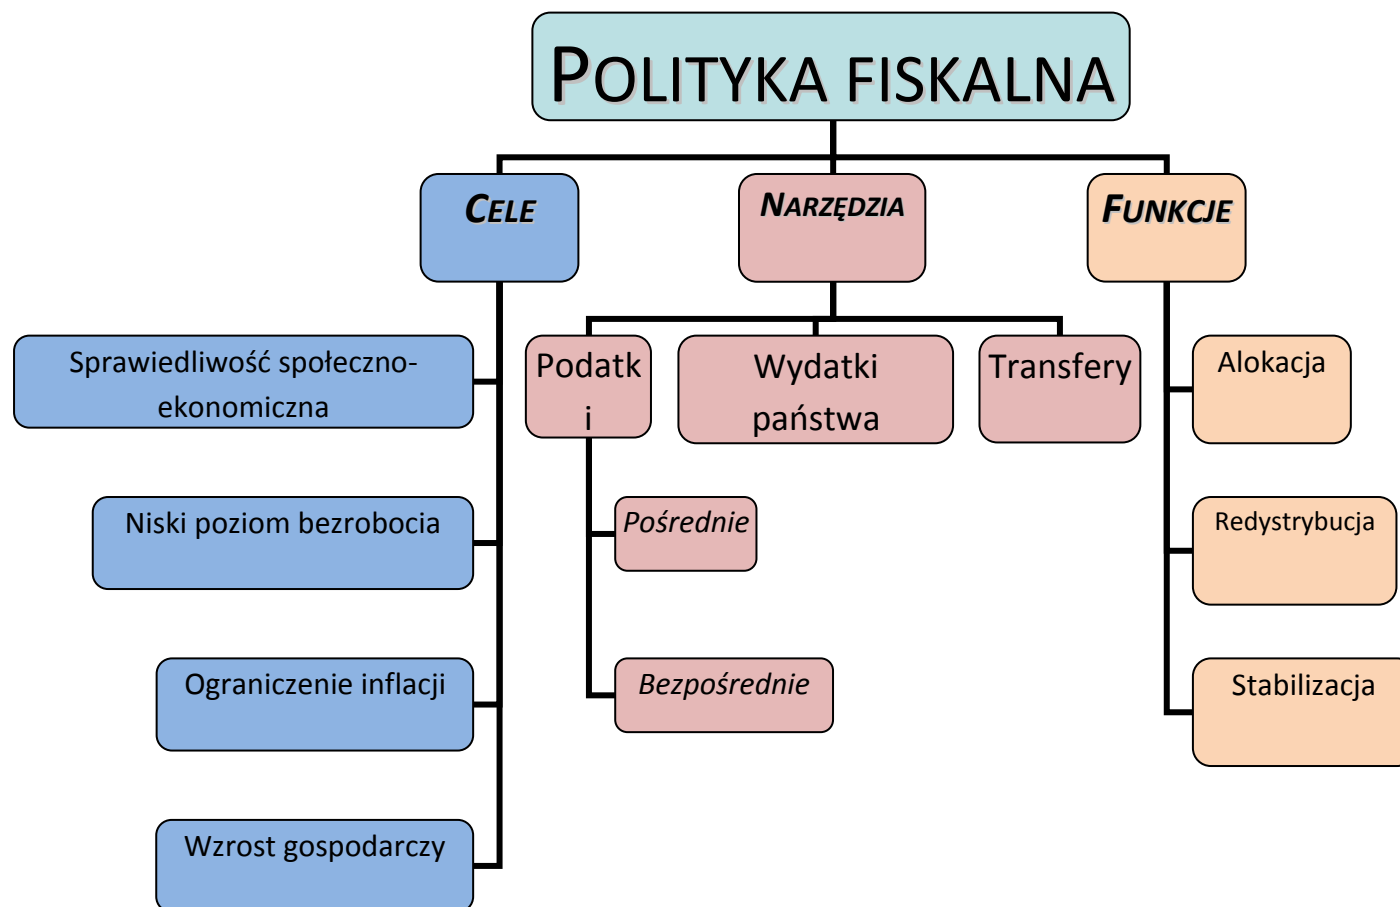 POLITYKA FISKALNA
CELE
NARZĘDZIA
FUNKCJE
Sprawiedliwość społeczno-
ekonomiczna
Niski poziom bezrobocia
Ograniczenie inflacji
Wzrost gospodarczy
Podatk
i
Wydatki
państwa
Transfery
Pośrednie
Bezpośrednie
Alokacja
Redystrybucja
Stabilizacja